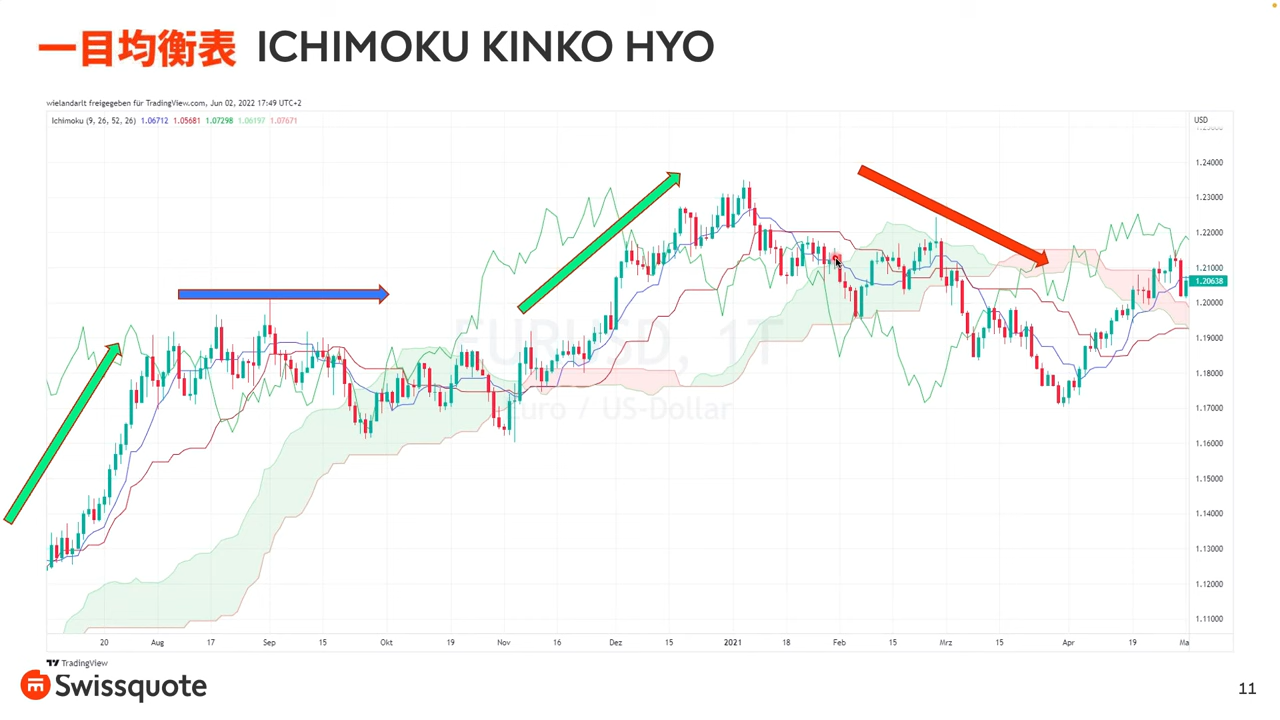 一目均衡表 ICHIMOKU KINKO HYO
wielandarlt freigegeben für TradingView.com, Jun 02, 2022 17:49 UTC+2
Ichimoku (9, 26, 52, 26) 1.06712 1.05681 1.07298 1.06197 1.07671
USD
1.24000
1.23000
1.22000
1.21000
1.20638
1.20000
1.19000
1.18000
1.17000
1.16000
1.15000
1.14000
1.13000
1.12000
1.11000
EURUSD, 1T
Euro / US-Dollar
20 Aug 17 Sep 15 Okt 19 Nov 16 Dez 15 2021 18 Feb 15 Mrz 15 Apr 19 Ma
TradingView
Swissquote
11